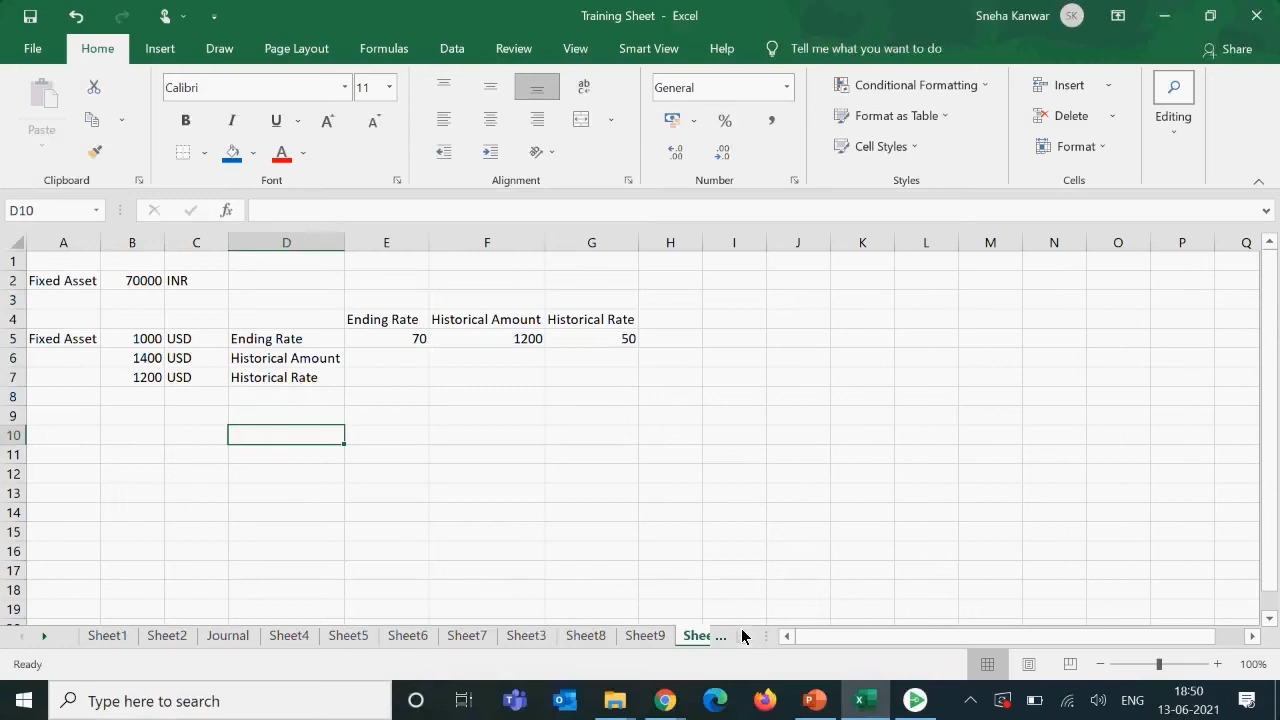 Training Sheet - Excel
Sneha Kanwar SK
File Home Insert Draw Page Layout Formulas Data Review View Smart View Help Tell me what you want to do Share
Paste
Clipboard
Calibri 11
B I U A A
A
Font
ab
Alignment
General
% ,
.0 .00 .00 .0
Number
Conditional Formatting
Format as Table
Cell Styles
Styles
Insert
Delete
Format
Cells
Editing
D10 fx
A B C D E F G H I J K L M N O P Q
1
2 Fixed Asset 70000 INR
3
4 Ending Rate Historical Amount Historical Rate
5 Fixed Asset 1000 USD Ending Rate 70 1200 50
6 1400 USD Historical Amount
7 1200 USD Historical Rate
8
9
10
11
12
13
14
15
16
17
18
19
Sheet1 Sheet2 Journal Sheet4 Sheet5 Sheet6 Sheet7 Sheet3 Sheet8 Sheet9 Shee ...
Ready 100%
Type here to search ENG 18:50
13-06-2021